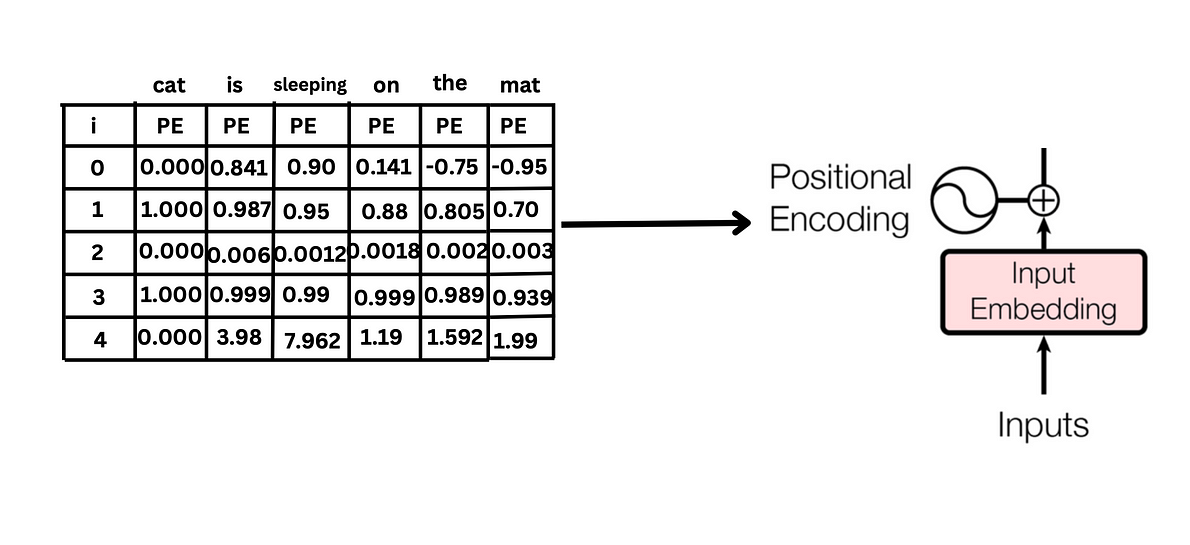 cat is sleeping on the mat
i PE PE PE PE PE PE
0 0.000 0.841 0.90 0.141 -0.75 -0.95
1 1.000 0.987 0.95 0.88 0.805 0.70
2 0.000 0.006 0.0012 0.0018 0.002 0.003
3 1.000 0.999 0.99 0.999 0.989 0.939
4 0.000 3.98 7.962 1.19 1.592 1.99
Positional
Encoding
Input
Embedding
Inputs